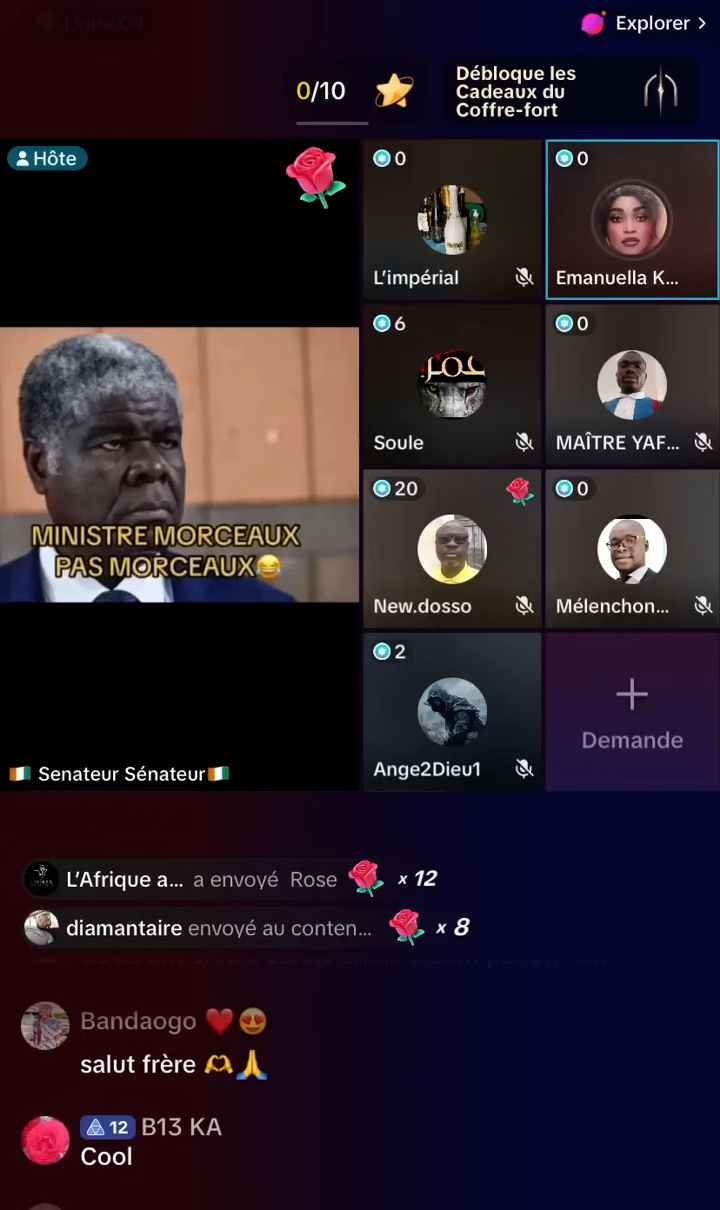 Explorer >
0/10
Débloque les
Cadeaux du
Coffre-fort
Hôte
0
L'impérial
0
Emanuella K...
MINISTRE MORCEAUX
PAS MORCEAUX😂
6
Soule
0
MAÎTRE YAF...
20
New.dosso
0
Mélenchon...
2
Ange2Dieu1
+
Demande
🇨🇮 Senateur Sénateur🇨🇮
L'Afrique a... a envoyé Rose x 12
diamantaire envoyé au conten... x 8
Bandaogo ❤️😍
salut frère 🫶🙏
12 B13 KA
Cool